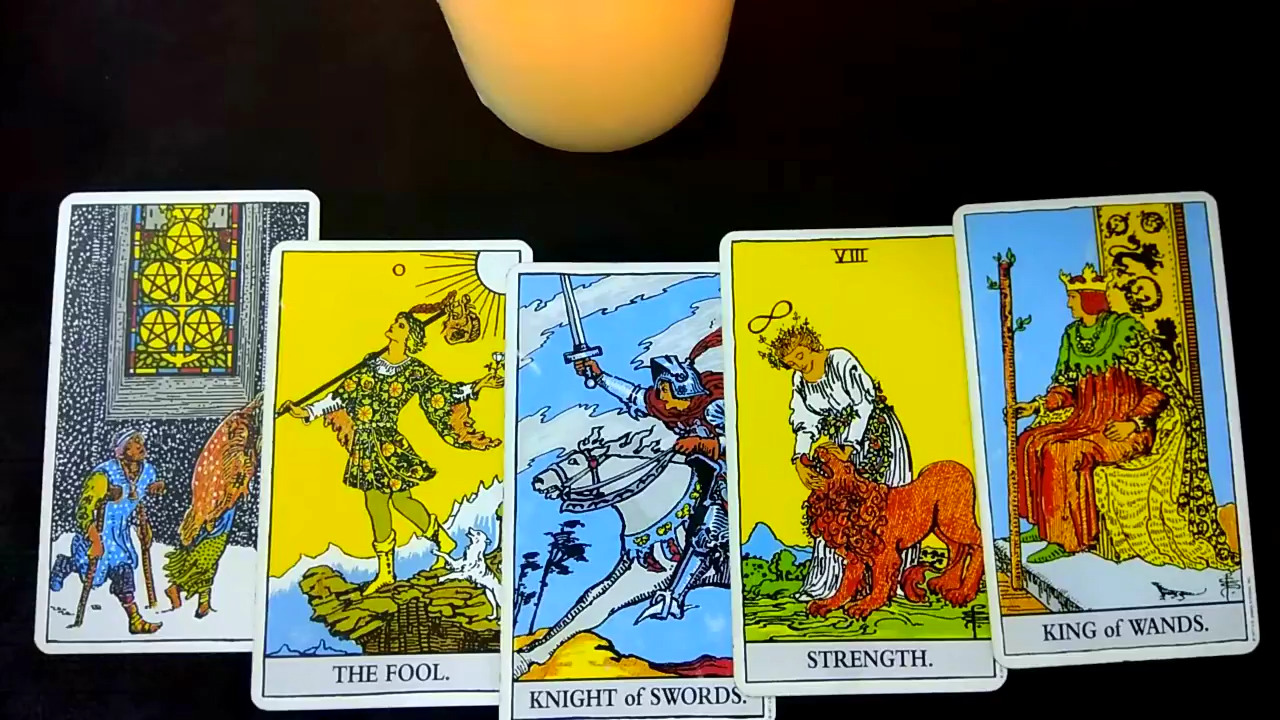 0
THE FOOL.
KNIGHT of SWORDS.
VIII
STRENGTH.
KING of WANDS.